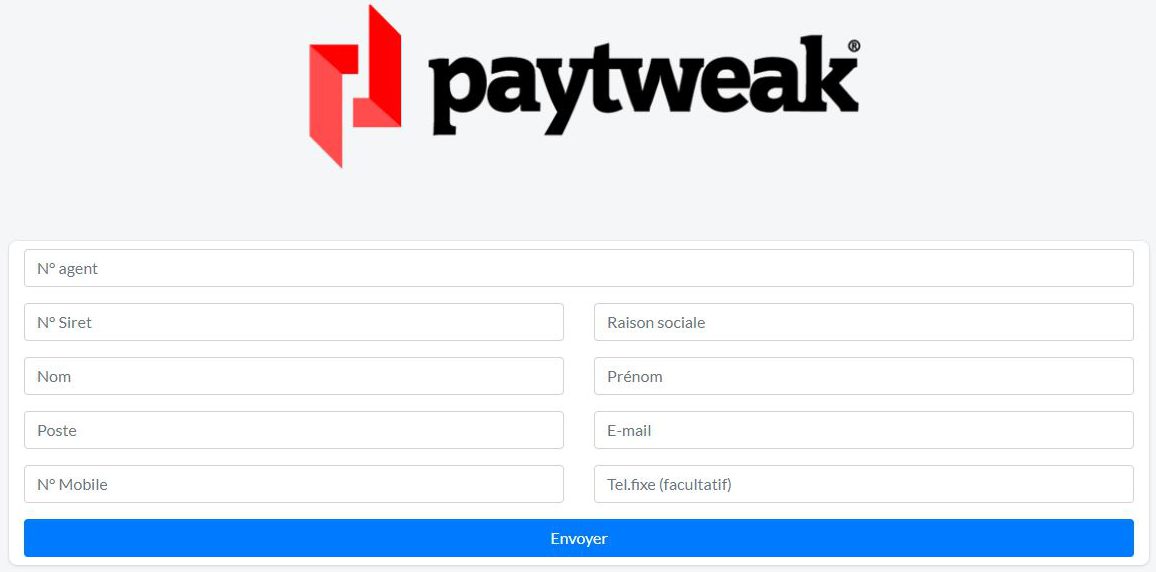 paytweak®
N° agent
N° Siret
Raison sociale
Nom
Prénom
Poste
E-mail
N° Mobile
Tel.fixe (facultatif)
Envoyer